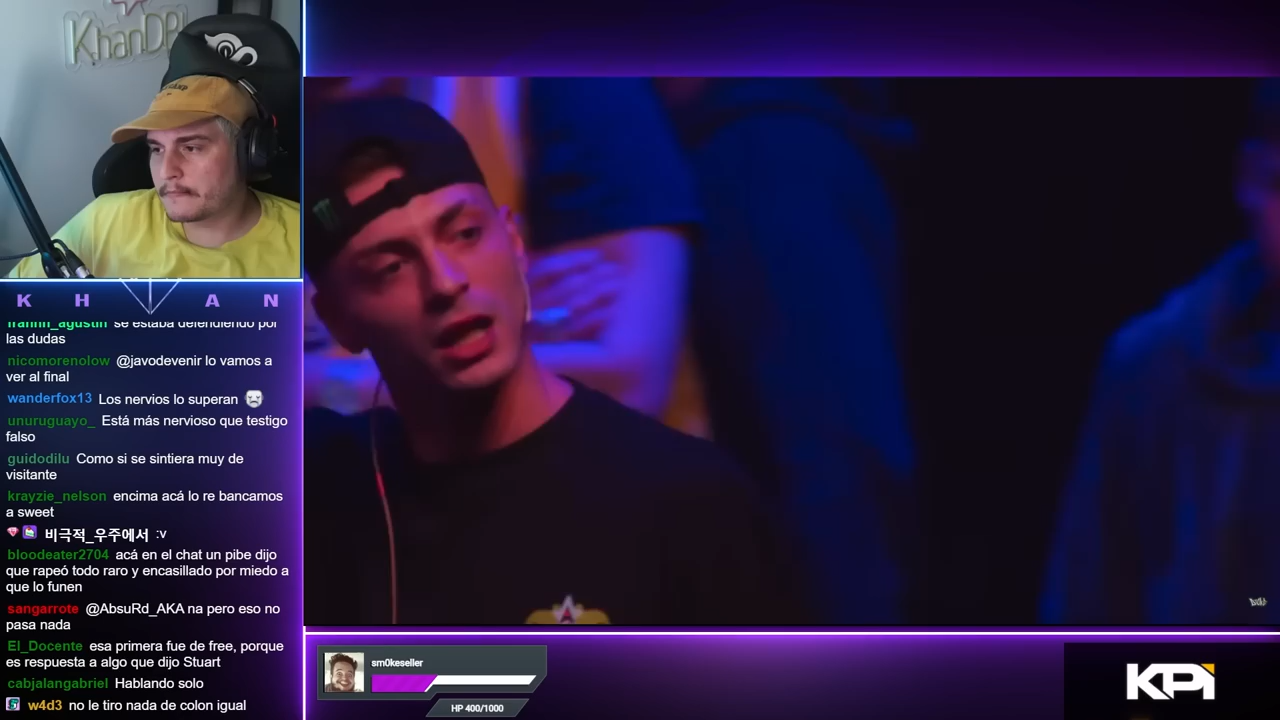 KhanDBL
K H A N
frannn_agustin se estaba defendiendo por
las dudas
nicomorenolow @javodevenir lo vamos a
ver al final
wanderfox13 Los nervios lo superan
unuruguayo_ Está más nervioso que testigo
falso
guidodilu Como si se sintiera muy de
visitante
krayzie_nelson encima acá lo re bancamos
a sweet
비극적_우주에서 :v
bloodeater2704 acá en el chat un pibe dijo
que rapeó todo raro y encasillado por miedo a
que lo funen
sangarrote @AbsuRd_AKA na pero eso no
pasa nada
El_Docente esa primera fue de free, porque
es respuesta a algo que dijo Stuart
cabjalangabriel Hablando solo
w4d3 no le tiro nada de colon igual
sm0keseller
HP 400/1000
KPi